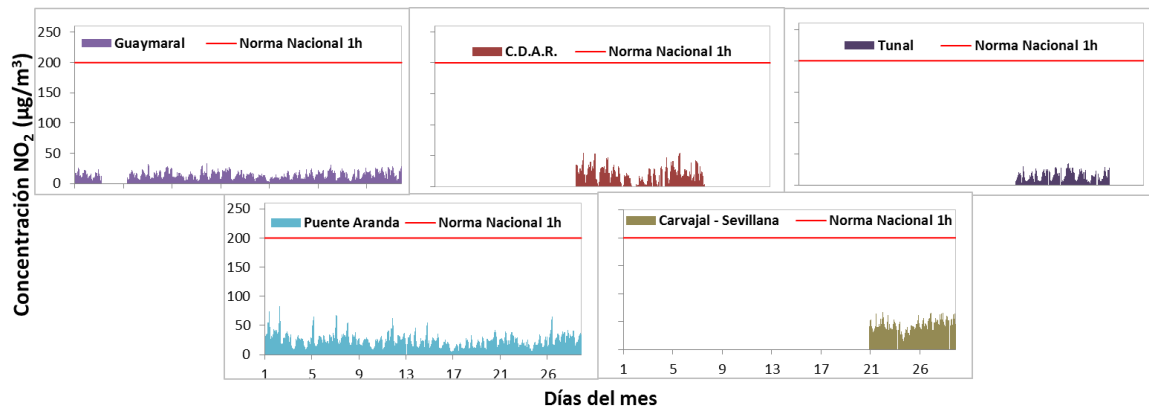 Concentración NO₂ (µg/m³)
250
200
150
100
50
0
Guaymaral
Norma Nacional 1h
C.D.A.R.
Norma Nacional 1h
Tunal
Norma Nacional 1h
250
200
150
100
50
0
Puente Aranda
Norma Nacional 1h
1 5 9 13 17 21 26
Carvajal - Sevillana
Norma Nacional 1h
1 5 9 13 17 21 26
Días del mes